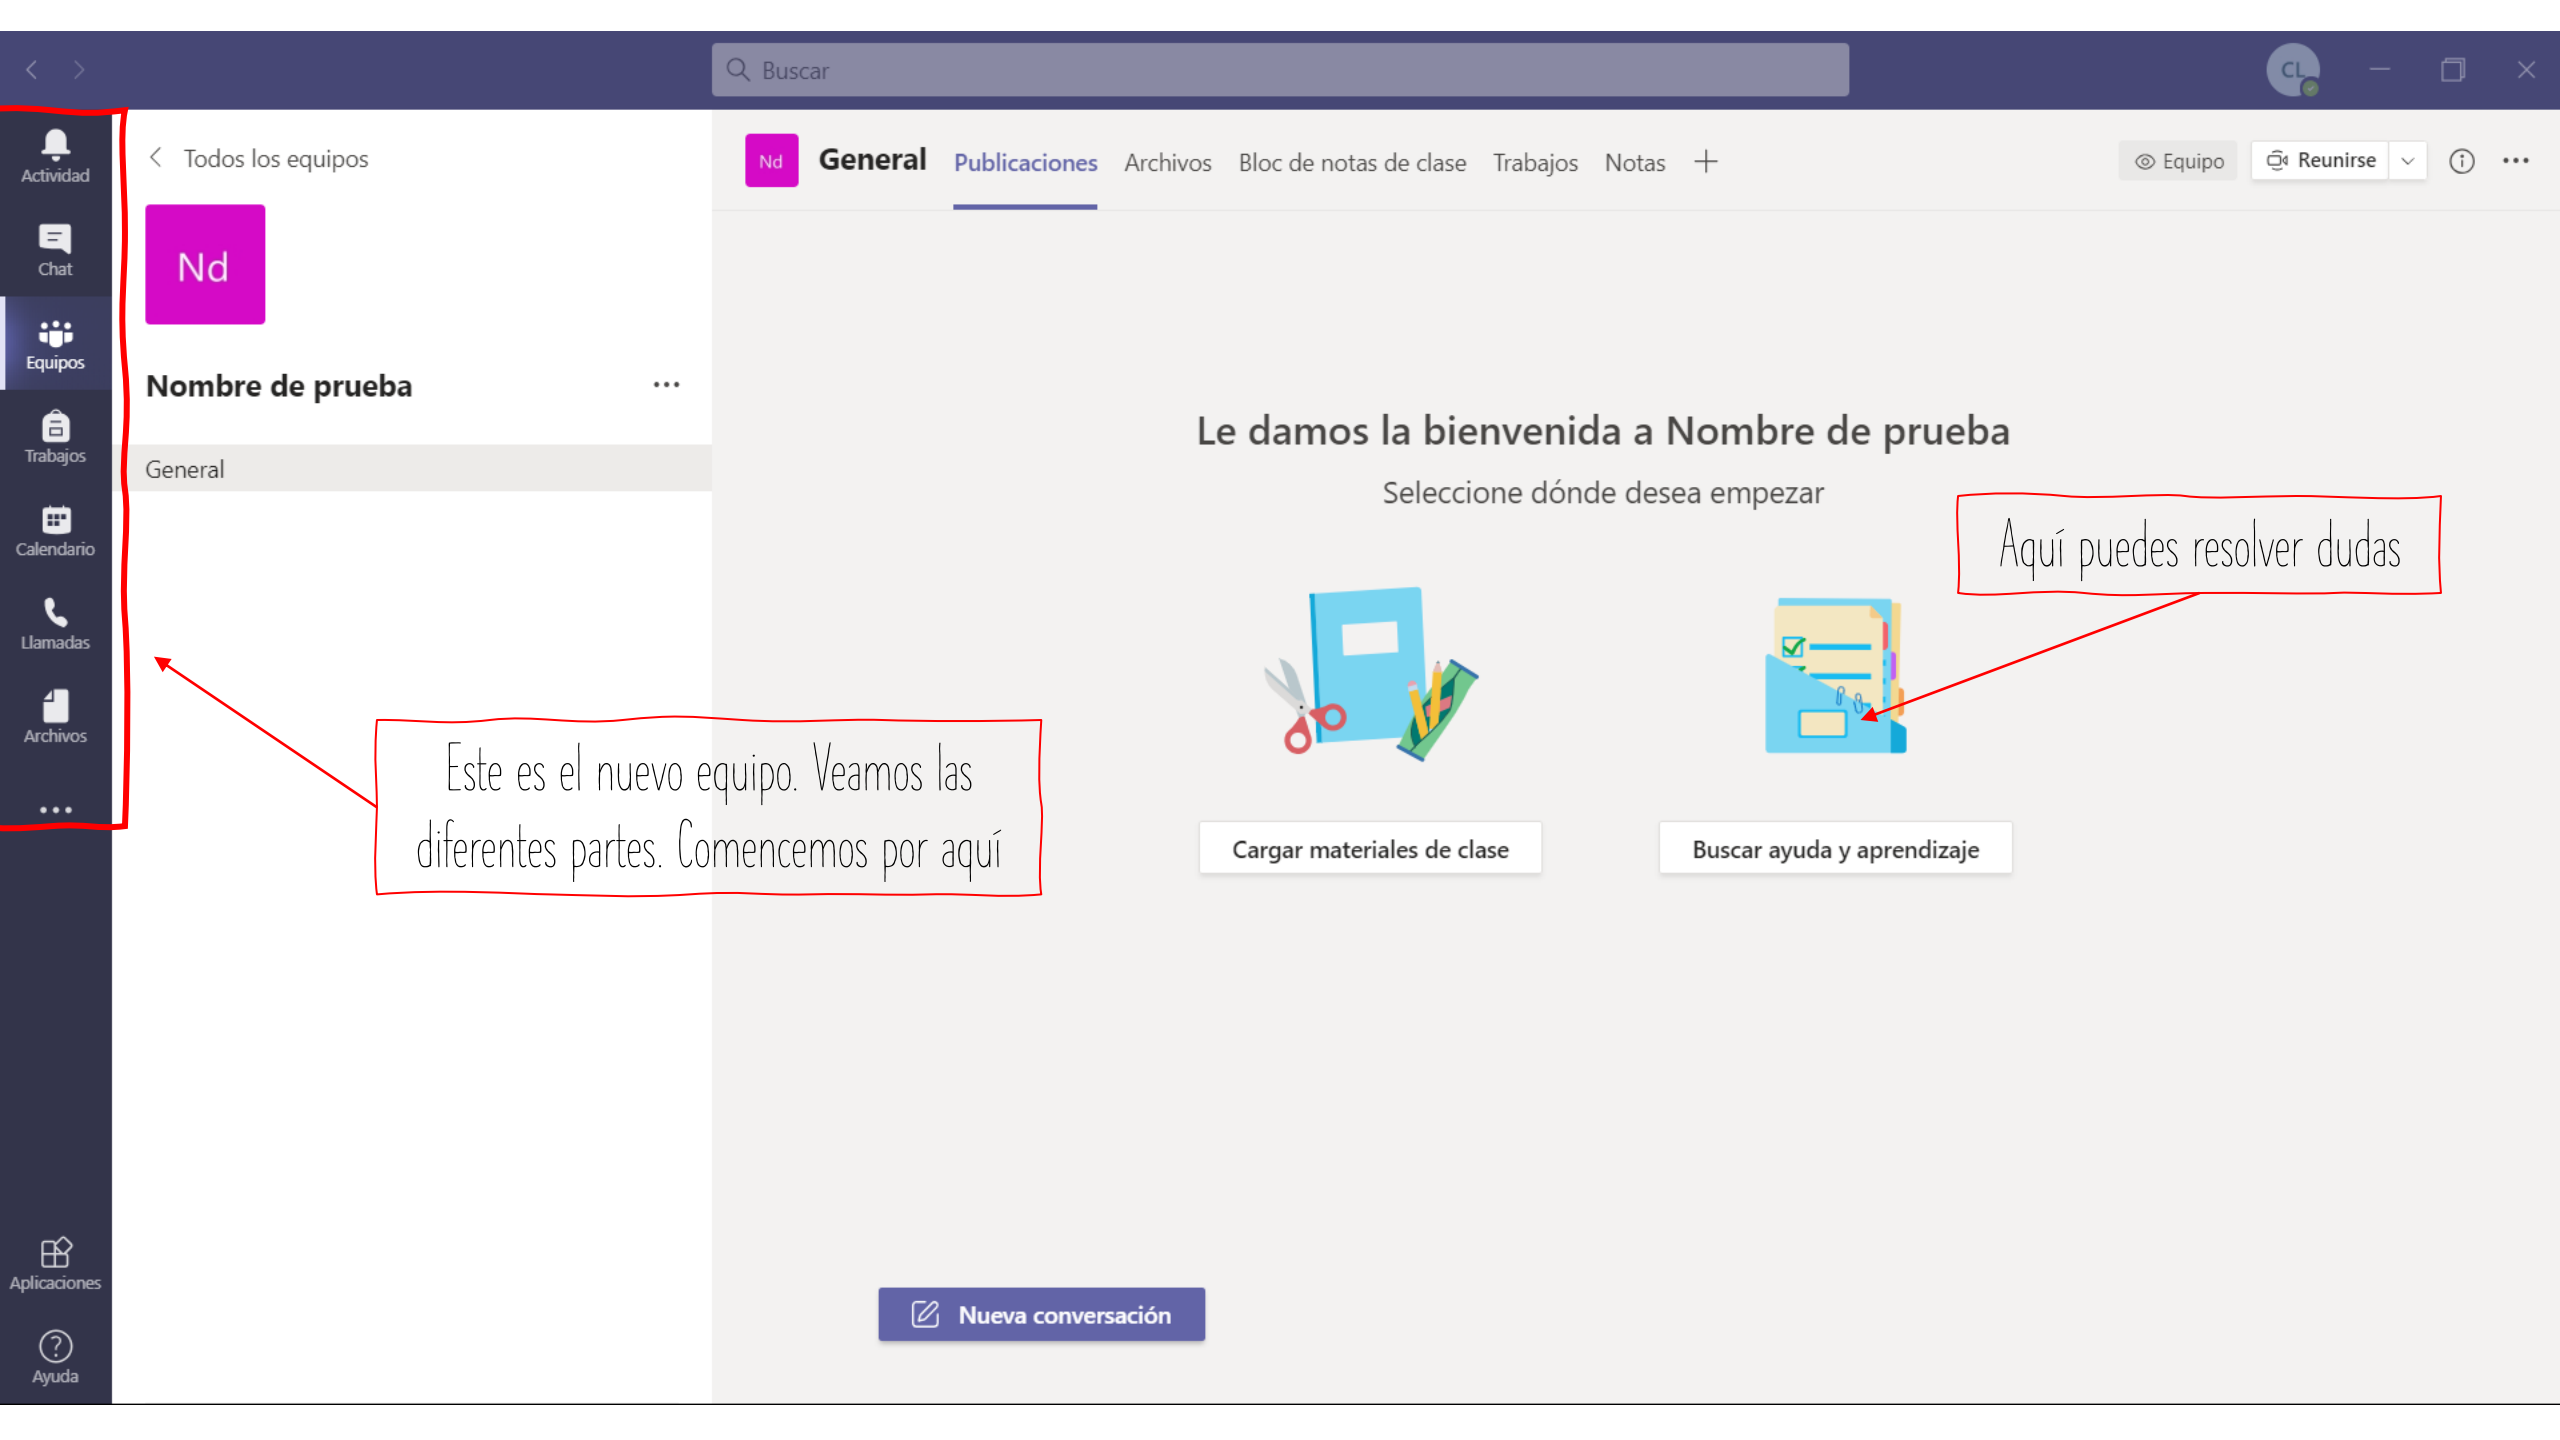 Buscar
CL
Actividad
Chat
Equipos
Trabajos
Calendario
Llamadas
Archivos
Aplicaciones
Ayuda
Todos los equipos
Nd
Nombre de prueba
General
Nd
General Publicaciones Archivos Bloc de notas de clase Trabajos Notas
Equipo
Reunirse
Le damos la bienvenida a Nombre de prueba
Seleccione dónde desea empezar
Aquí puedes resolver dudas
Este es el nuevo equipo. Veamos las
diferentes partes. Comencemos por aquí
Cargar materiales de clase
Buscar ayuda y aprendizaje
Nueva conversación